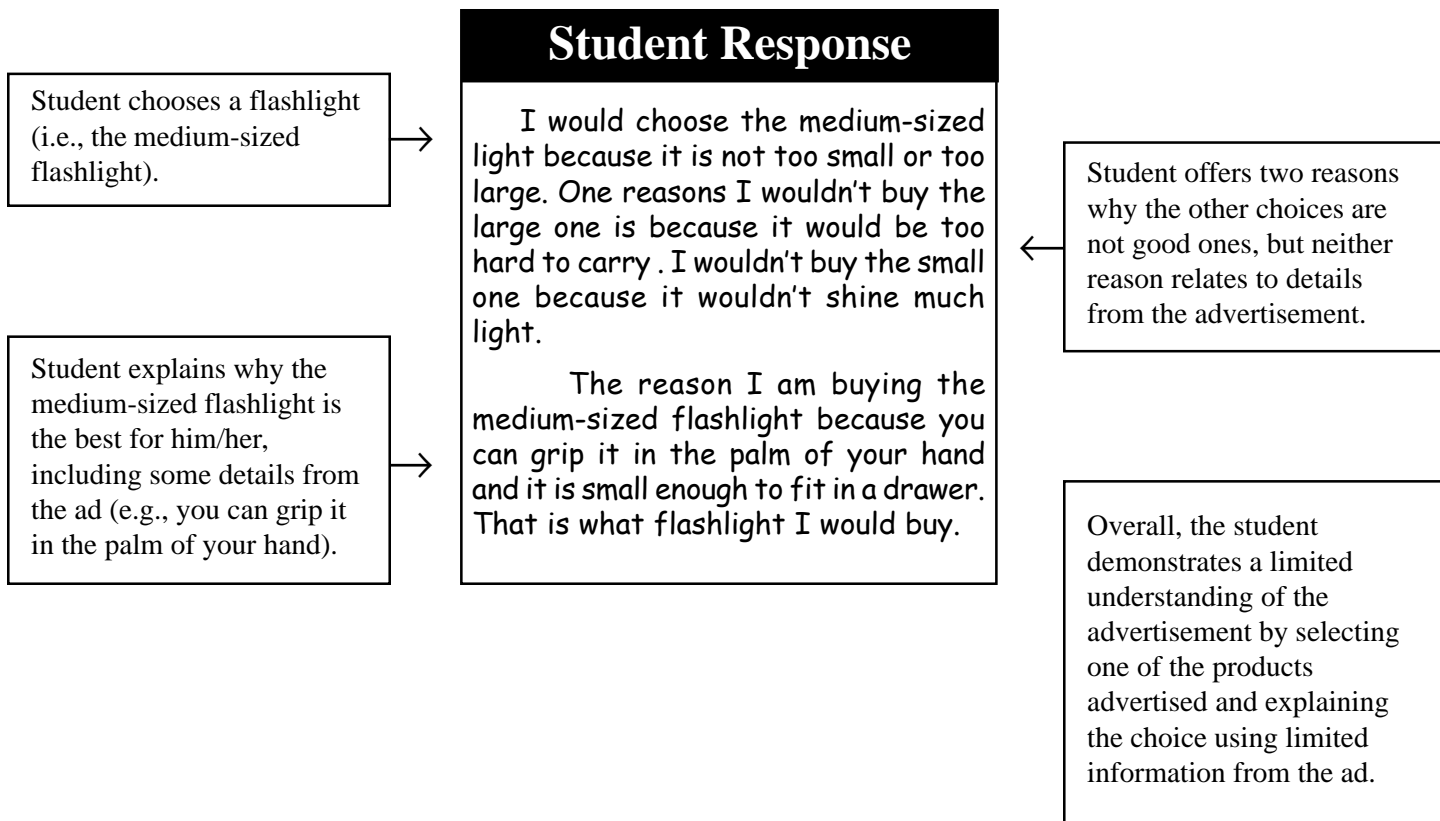 Student Response
Student chooses a flashlight
(i.e., the medium-sized
flashlight).
Student explains why the
medium-sized flashlight is
the best for him/her,
including some details from
the ad (e.g., you can grip it
in the palm of your hand).
I would choose the medium-sized
light because it is not too small or too
large. One reasons I wouldn't buy the
large one is because it would be too
hard to carry . I wouldn't buy the small
one because it wouldn't shine much
light.
The reason I am buying the
medium-sized flashlight because you
can grip it in the palm of your hand
and it is small enough to fit in a drawer.
That is what flashlight I would buy.
Student offers two reasons
why the other choices are
not good ones, but neither
reason relates to details
from the advertisement.
Overall, the student
demonstrates a limited
understanding of the
advertisement by selecting
one of the products
advertised and explaining
the choice using limited
information from the ad.